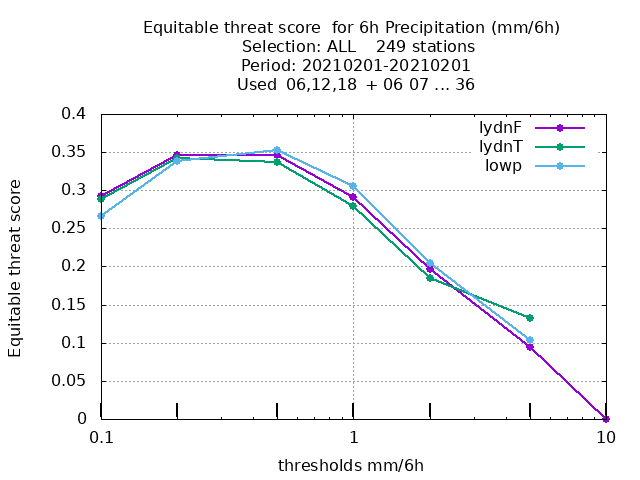 Equitable threat score  for 6h Precipitation (mm/6h)
Selection: ALL    249 stations
Period: 20210201-20210201
Used  06,12,18  + 06 07 ... 36
lydnF
lydnT
lowp
0.4
0.35
0.3
0.25
0.2
0.15
0.1
0.05
0
Equitable threat score
0.1 1 10
thresholds mm/6h